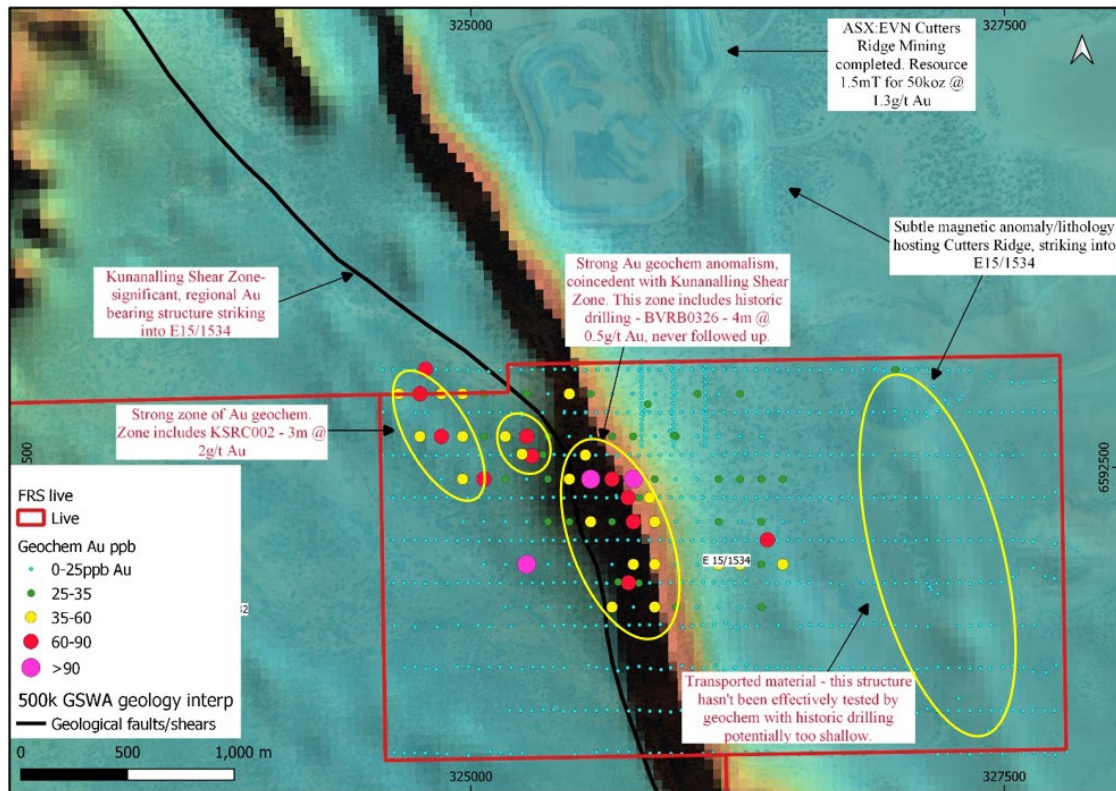 325000
327500
ASX:EVN Cutters
Ridge Mining
completed. Resource
1.5mT for 50koz @
1.3g/t Au
Subtle magnetic anomaly/lithology
hosting Cutters Ridge, striking into
E15/1534
Kunanalling Shear Zone-
significant, regional Au
bearing structure striking
into E15/1534
Strong Au geochem anomalism,
coincedent with Kunanalling Shear
Zone. This zone includes historic
drilling - BVRB0326 - 4m @
0.5g/t Au, never followed up.
Strong zone of Au geochem.
Zone includes KSRC002 - 3m @
2g/t Au
500
6592500
FRS live
Live
Geochem Au ppb
0-25ppb Au
25-35
35-60
60-90
>90
500k GSWA geology interp
Geological faults/shears
0 500 1,000 m
E 15/1534
Transported material - this structure
hasn't been effectively tested by
geochem with historic drilling
potentially too shallow.
325000
327500